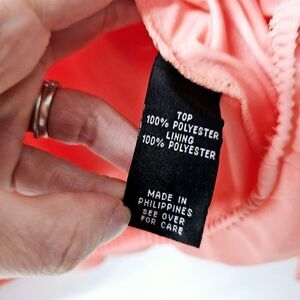 TOP
100% POLYESTER
LINING
100% POLYESTER
MADE IN
PHILIPPINES
SEE OVER
FOR CARE